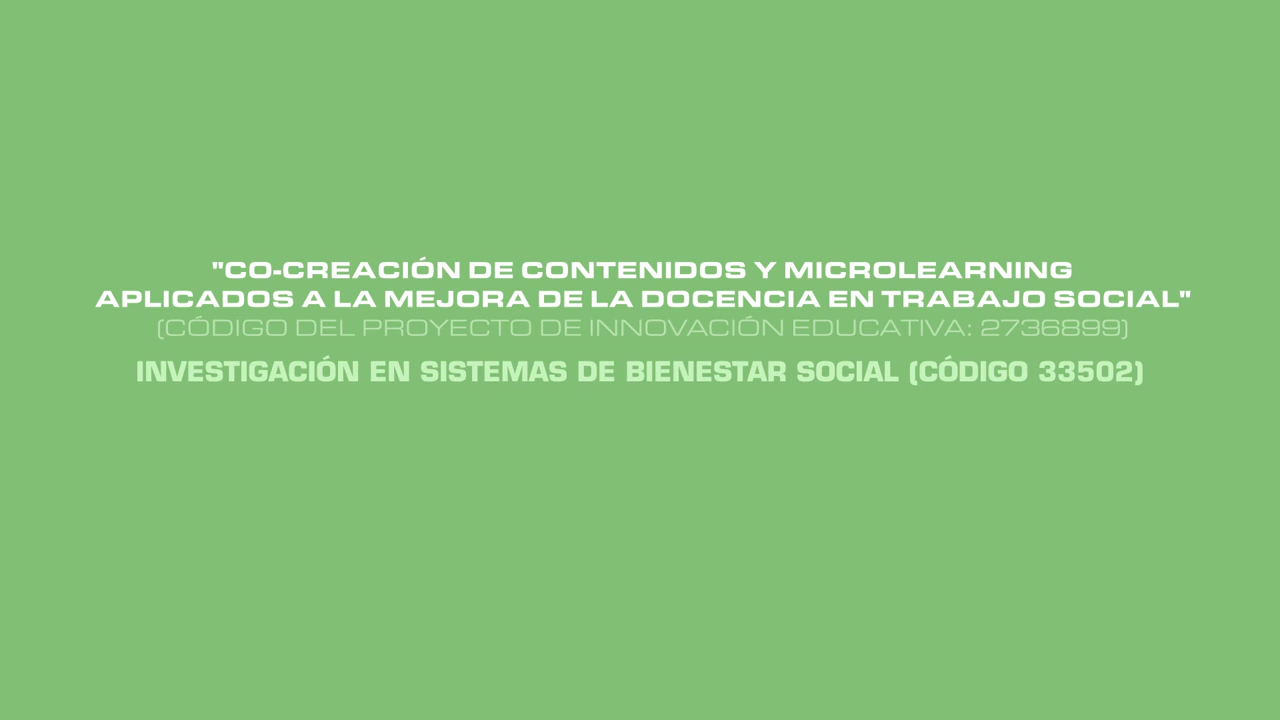 "CO-CREACIÓN DE CONTENIDOS Y MICROLEARNING
APLICADOS A LA MEJORA DE LA DOCENCIA EN TRABAJO SOCIAL"
(CÓDIGO DEL PROYECTO DE INNOVACIÓN EDUCATIVA: 2736899)
INVESTIGACIÓN EN SISTEMAS DE BIENESTAR SOCIAL (CÓDIGO 33502)